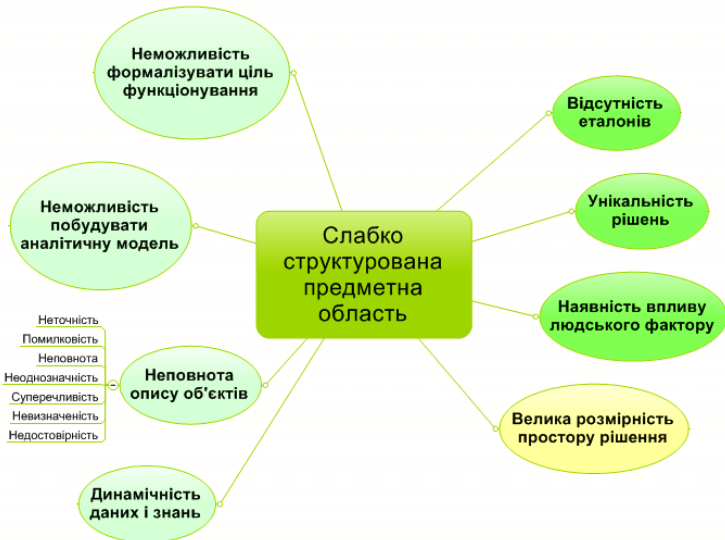 Неможливість
формалізувати ціль
функціонування
Відсутність
еталонів
Неможливість
побудувати
аналітичну модель
Унікальність
рішень
Слабко
структурована
предметна
область
Наявність впливу
людського фактору
Неточність
Помилковість
Неповнота
Неоднозначність
Суперечливість
Невизначеність
Недостовірність
Неповнота
опису об'єктів
Велика розмірність
простору рішення
Динамічність
даних і знань